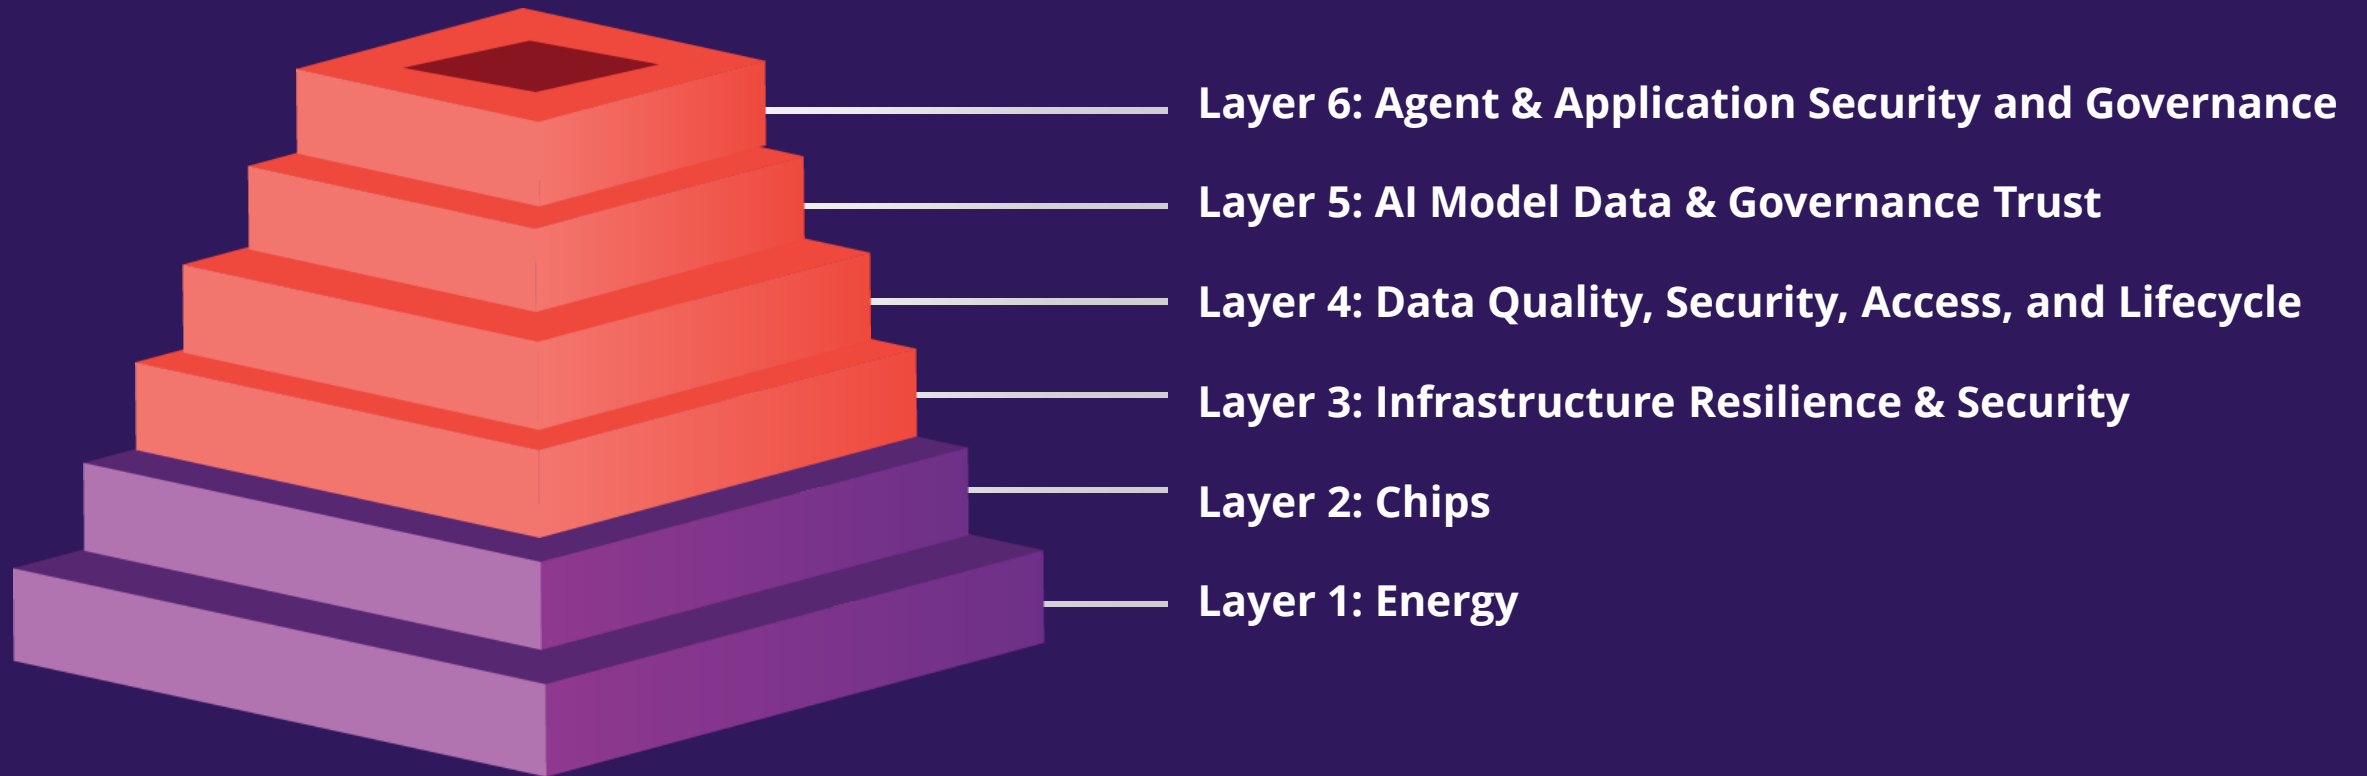 Layer 6: Agent & Application Security and Governance
Layer 5: AI Model Data & Governance Trust
Layer 4: Data Quality, Security, Access, and Lifecycle
Layer 3: Infrastructure Resilience & Security
Layer 2: Chips
Layer 1: Energy